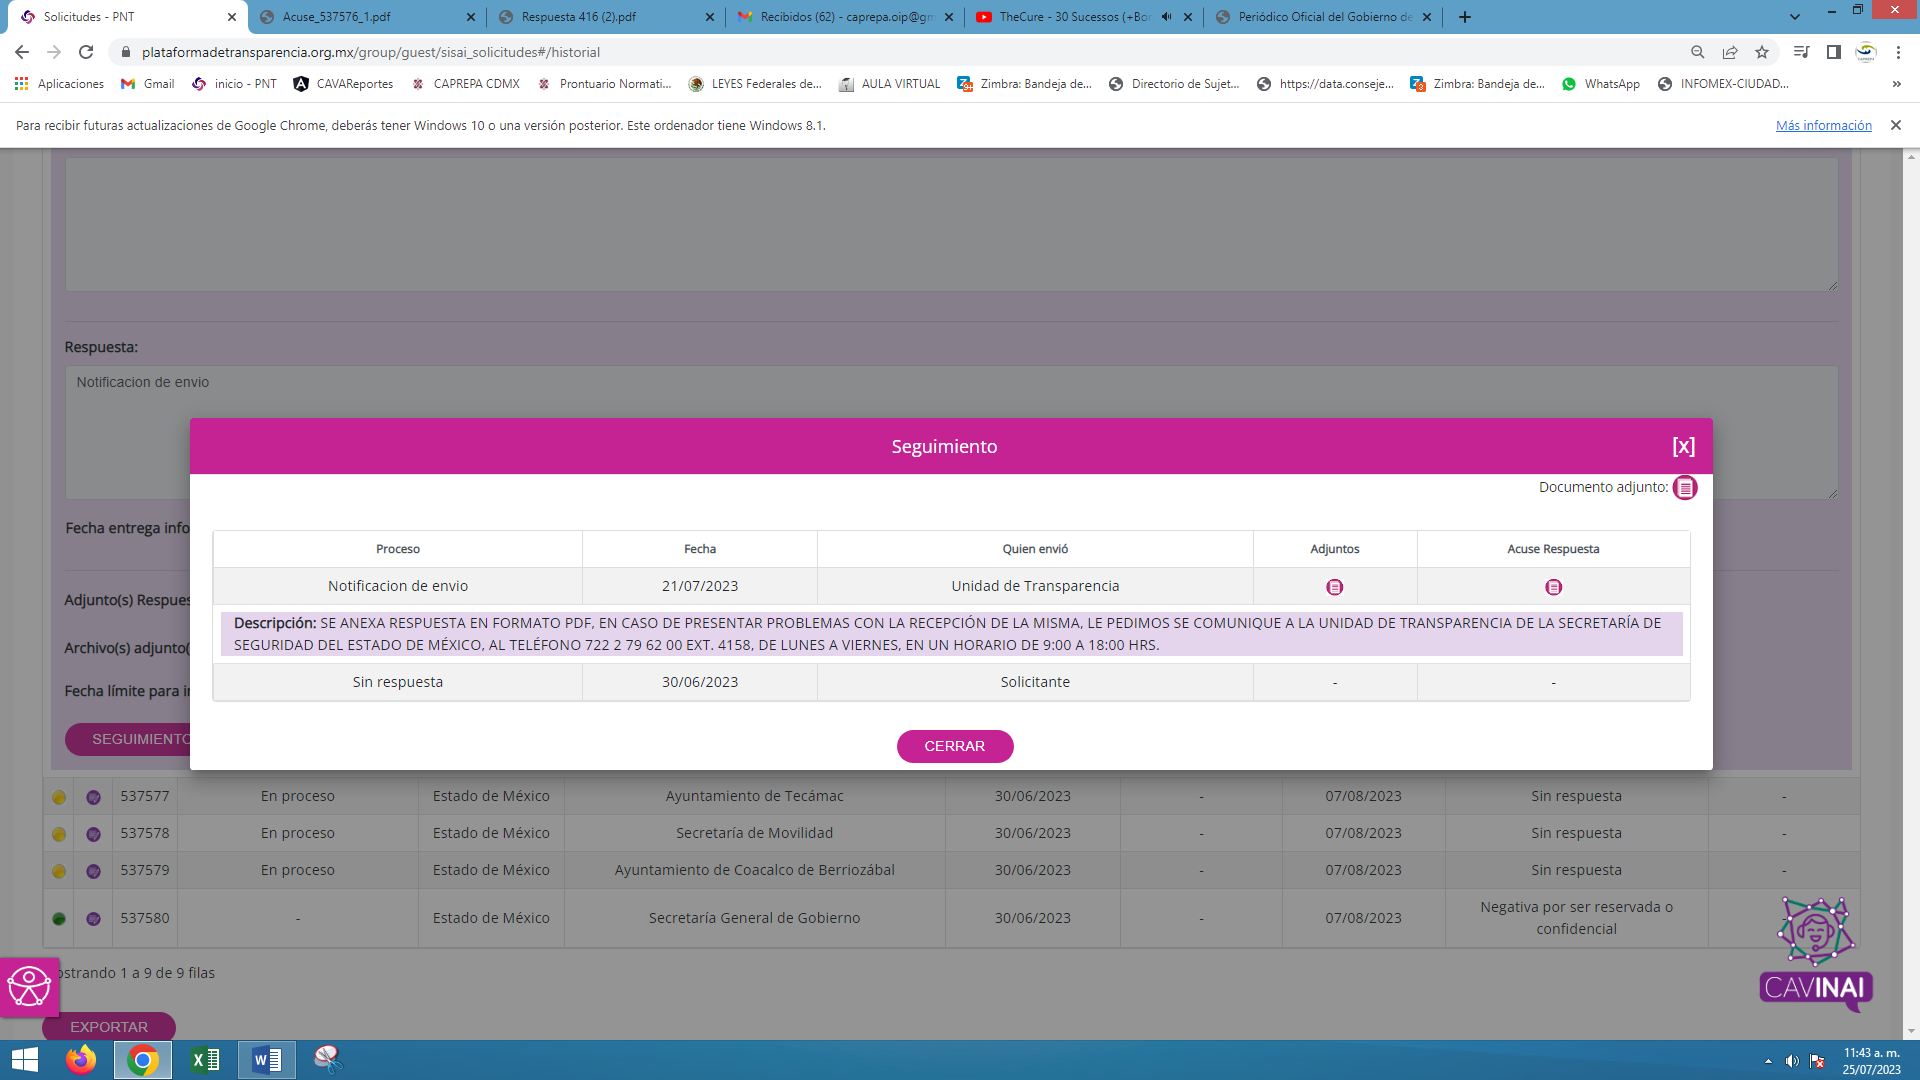 Solicitudes - PNT
Acuse_537576_1.pdf
Respuesta 416 (2).pdf
Recibidos (62) - caprepa.oip@gm
TheCure - 30 Sucessos (+Bor
Periódico Oficial del Gobierno de
plataformadetransparencia.org.mx/group/guest/sisai_solicitudes#/historial
Aplicaciones
Gmail
inicio - PNT
CAVAReportes
CAPREPA CDMX
Prontuario Normati...
LEYES Federales de...
AULA VIRTUAL
Zimbra: Bandeja de...
Directorio de Sujet...
https://data.conseje...
Zimbra: Bandeja de...
WhatsApp
INFOMEX-CIUDAD...
»
Para recibir futuras actualizaciones de Google Chrome, deberás tener Windows 10 o una versión posterior. Este ordenador tiene Windows 8.1.
Más información
Respuesta:
Notificacion de envio
Seguimiento
[x]
Documento adjunto:
Fecha entrega info
Proceso Fecha Quien envió Adjuntos Acuse Respuesta
Notificacion de envio 21/07/2023 Unidad de Transparencia
Descripción: SE ANEXA RESPUESTA EN FORMATO PDF, EN CASO DE PRESENTAR PROBLEMAS CON LA RECEPCIÓN DE LA MISMA, LE PEDIMOS SE COMUNIQUE A LA UNIDAD DE TRANSPARENCIA DE LA SECRETARÍA DE
SEGURIDAD DEL ESTADO DE MÉXICO, AL TELÉFONO 722 2 79 62 00 EXT. 4158, DE LUNES A VIERNES, EN UN HORARIO DE 9:00 A 18:00 HRS.
Sin respuesta 30/06/2023 Solicitante - -
Adjunto(s) Respues
Archivo(s) adjunto(
Fecha límite para in
SEGUIMIENTO
CERRAR
537577 En proceso Estado de México Ayuntamiento de Tecámac 30/06/2023 - 07/08/2023 Sin respuesta -
537578 En proceso Estado de México Secretaría de Movilidad 30/06/2023 - 07/08/2023 Sin respuesta -
537579 En proceso Estado de México Ayuntamiento de Coacalco de Berriozábal 30/06/2023 - 07/08/2023 Sin respuesta -
537580 - Estado de México Secretaría General de Gobierno 30/06/2023 - 07/08/2023 Negativa por ser reservada o
confidencial -
CAVINAI
ostrando 1 a 9 de 9 filas
EXPORTAR
11:43 a. m.
25/07/2023